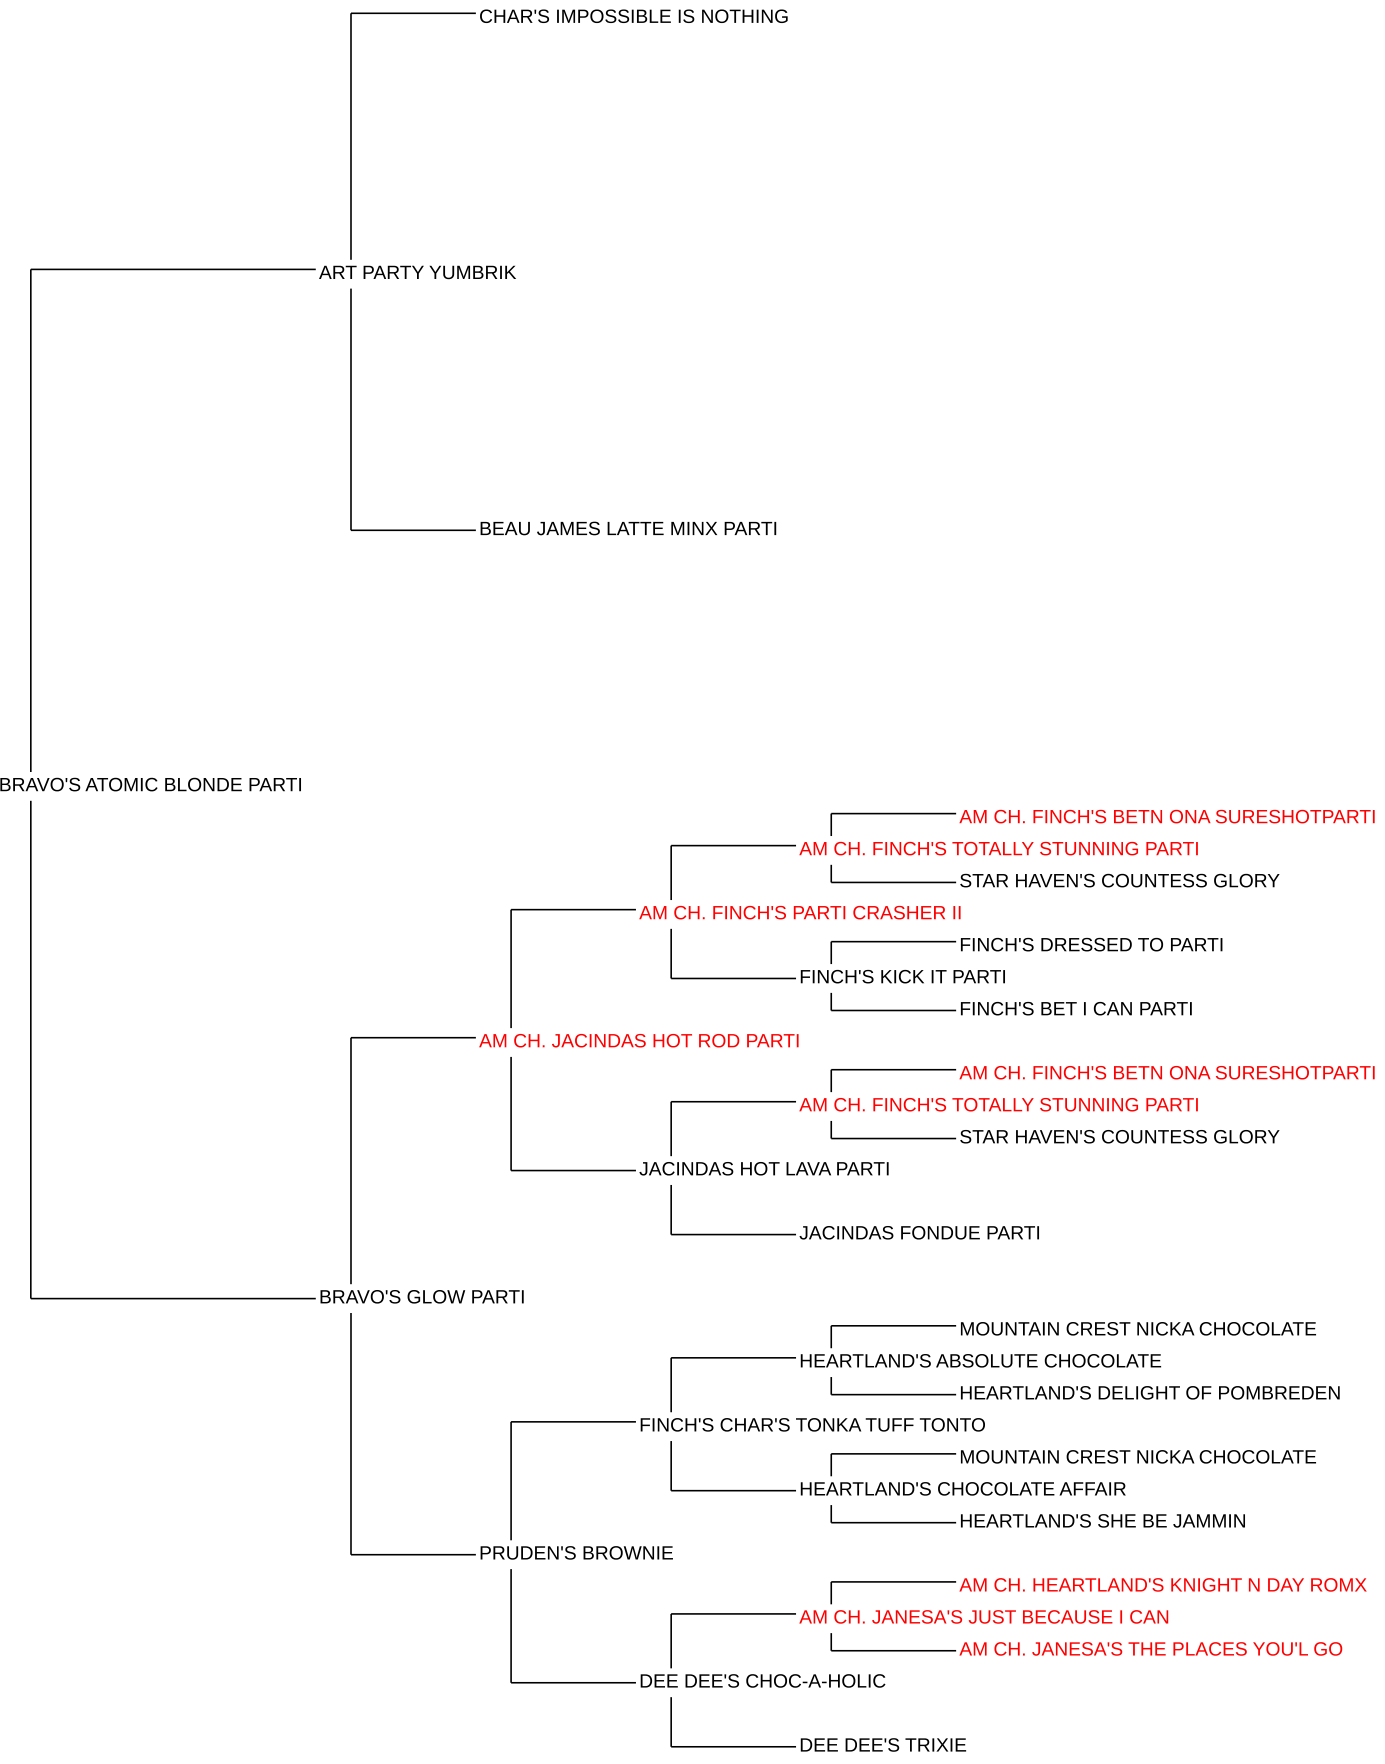 CHAR'S IMPOSSIBLE IS NOTHING
ART PARTY YUMBRIK
BEAU JAMES LATTE MINX PARTI
BRAVO'S ATOMIC BLONDE PARTI
AM CH. FINCH'S BETN ONA SURESHOTPARTI
AM CH. FINCH'S TOTALLY STUNNING PARTI
STAR HAVEN'S COUNTESS GLORY
AM CH. FINCH'S PARTI CRASHER II
FINCH'S DRESSED TO PARTI
FINCH'S KICK IT PARTI
FINCH'S BET I CAN PARTI
AM CH. JACINDAS HOT ROD PARTI
AM CH. FINCH'S BETN ONA SURESHOTPARTI
AM CH. FINCH'S TOTALLY STUNNING PARTI
STAR HAVEN'S COUNTESS GLORY
JACINDAS HOT LAVA PARTI
JACINDAS FONDUE PARTI
BRAVO'S GLOW PARTI
MOUNTAIN CREST NICKA CHOCOLATE
HEARTLAND'S ABSOLUTE CHOCOLATE
HEARTLAND'S DELIGHT OF POMBREDEN
FINCH'S CHAR'S TONKA TUFF TONTO
MOUNTAIN CREST NICKA CHOCOLATE
HEARTLAND'S CHOCOLATE AFFAIR
HEARTLAND'S SHE BE JAMMIN
PRUDEN'S BROWNIE
AM CH. HEARTLAND'S KNIGHT N DAY ROMX
AM CH. JANESA'S JUST BECAUSE I CAN
AM CH. JANESA'S THE PLACES YOU'L GO
DEE DEE'S CHOC-A-HOLIC
DEE DEE'S TRIXIE